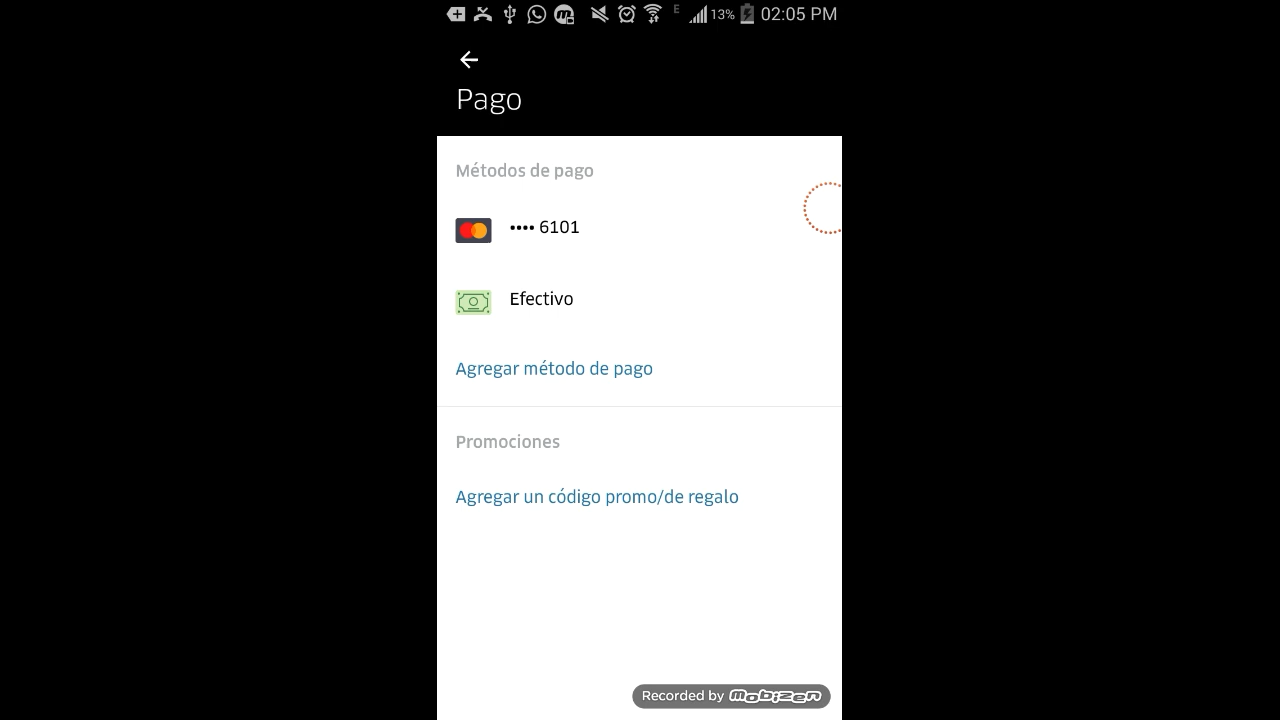 E 13% 02:05 PM
Pago
Métodos de pago
•••• 6101
Efectivo
Agregar método de pago
Promociones
Agregar un código promo/de regalo
Recorded by mobizen